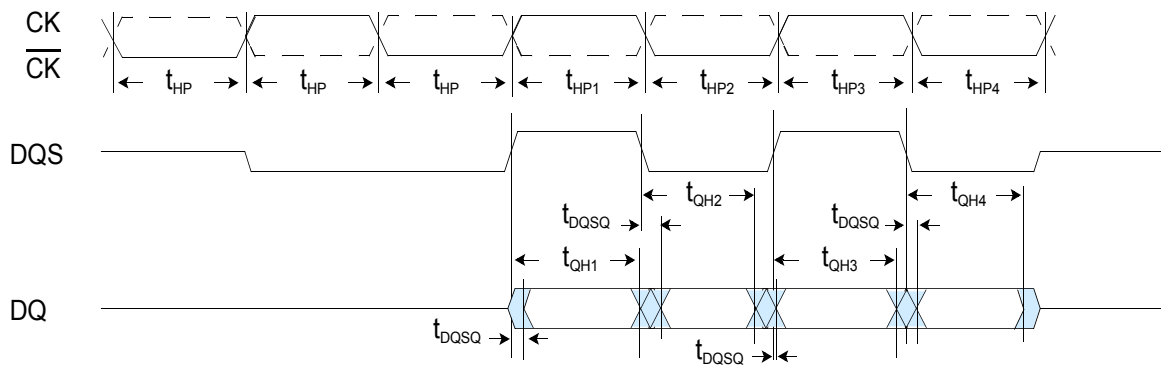 CK
CK
tHP tHP tHP tHP1 tHP2 tHP3 tHP4
DQS
tQH2 tQH4
tDQSQ tDQSQ
tQH1 tQH3
DQ
tDQSQ
tDQSQ